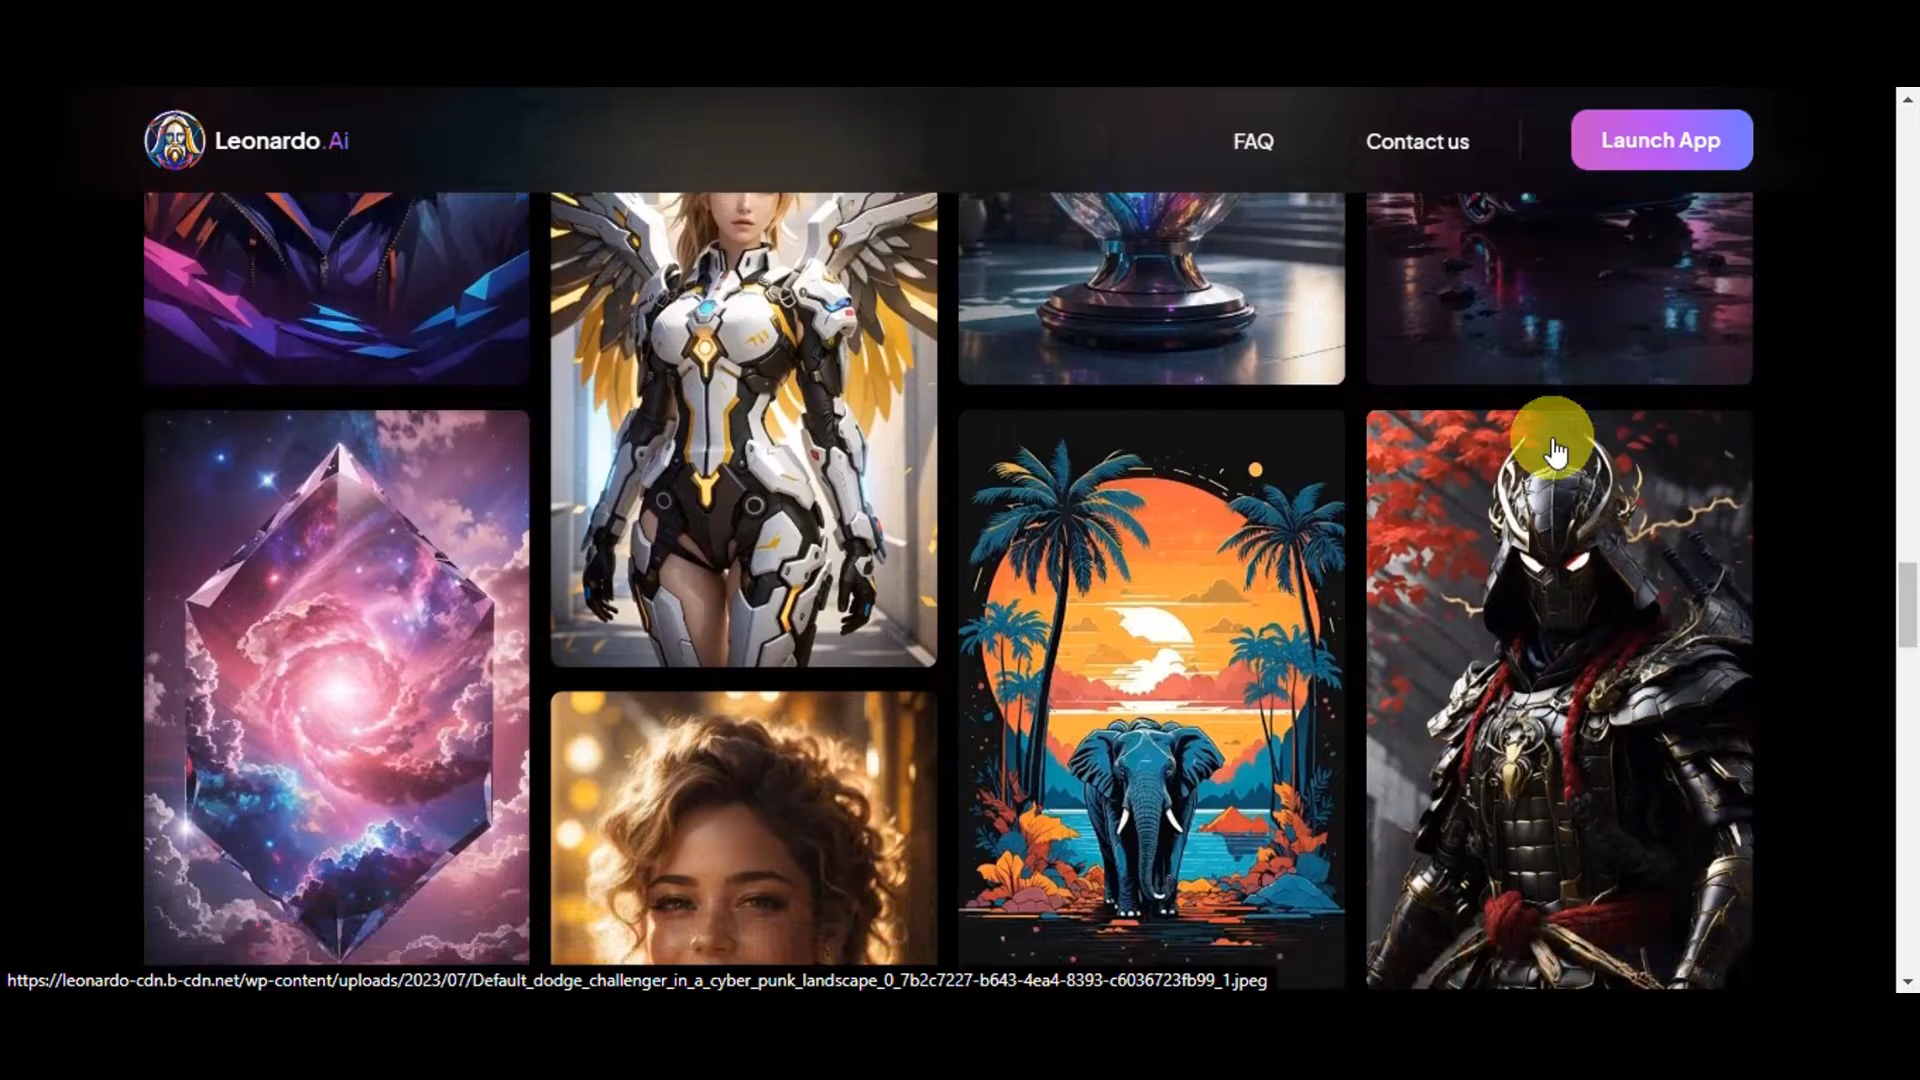 Leonardo.Ai
FAQ
Contact us
Launch App
https://leonardo-cdn.b-cdn.net/wp-content/uploads/2023/07/Default_dodge_challenger_in_a_cyber_punk_landscape_0_7b2c7227-b643-4ea4-8393-c6036723fb99_1.jpeg